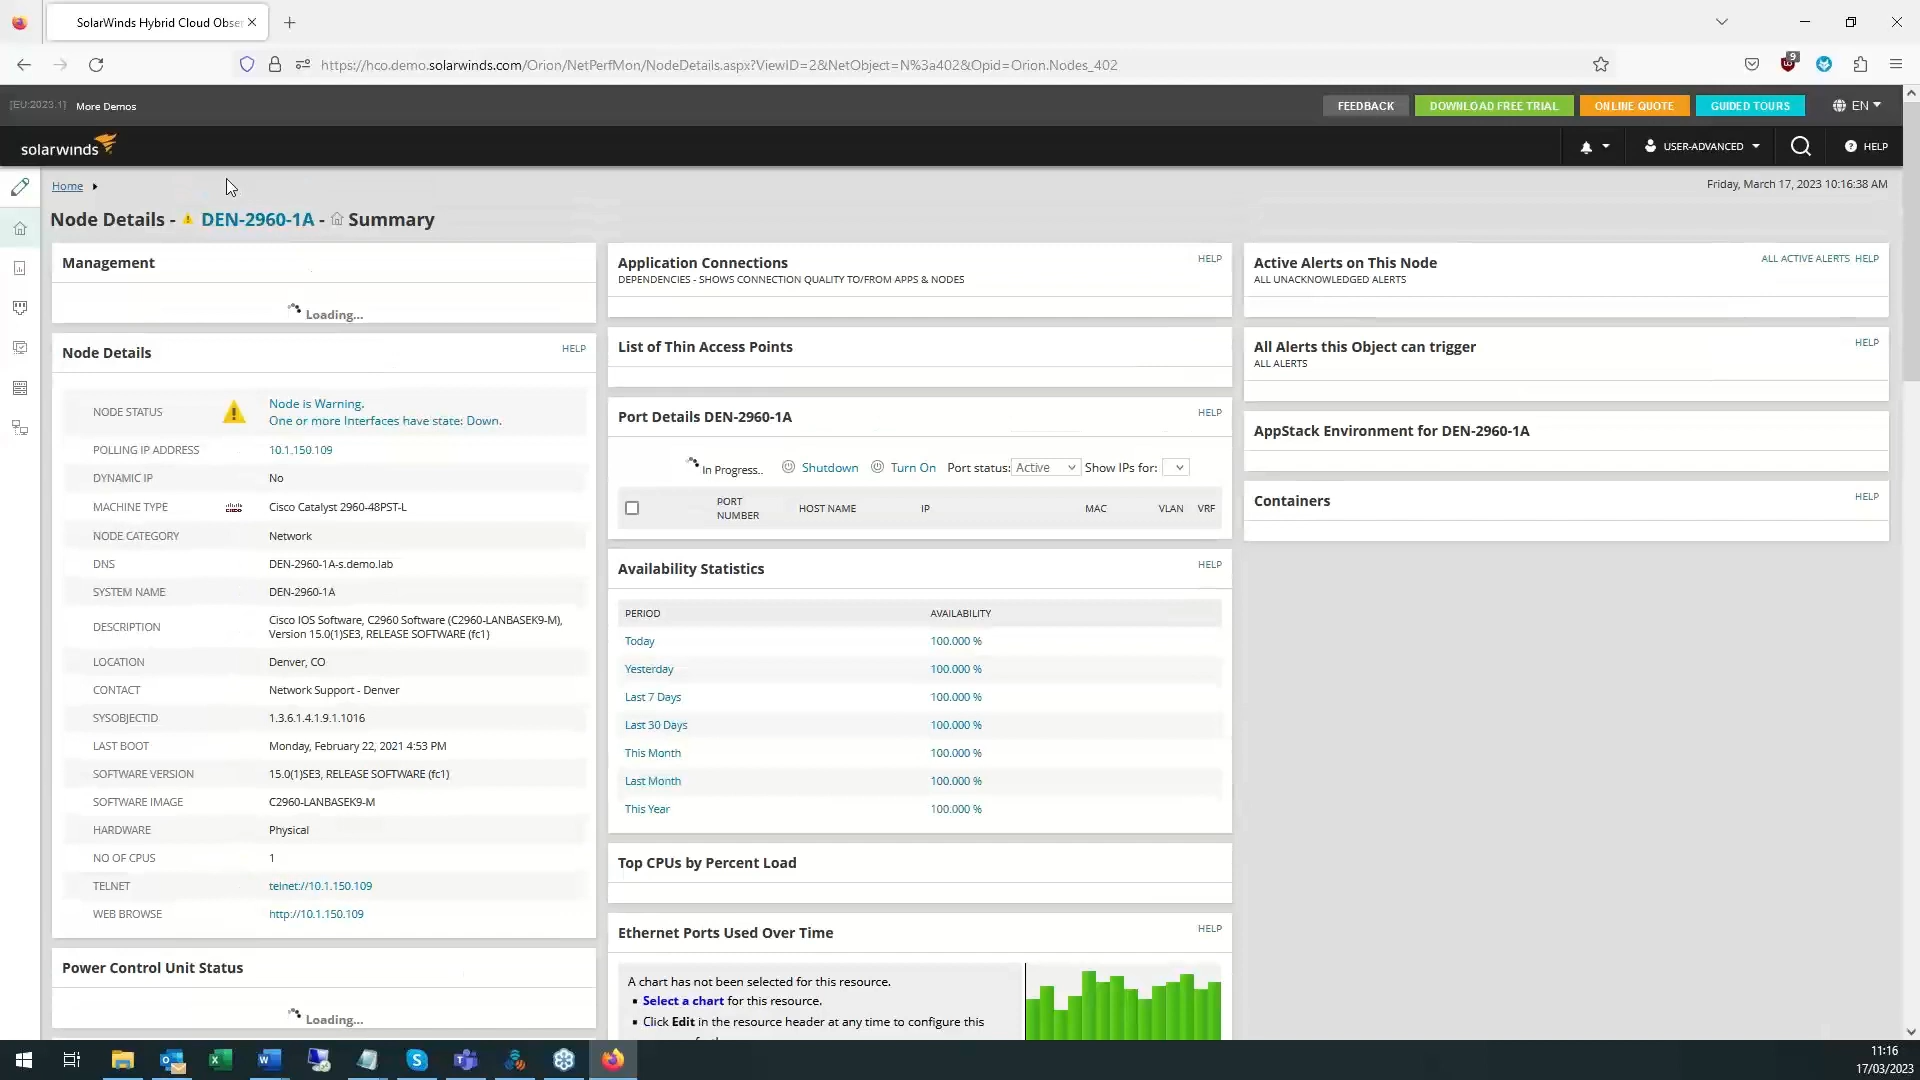 SolarWinds Hybrid Cloud Obse
https://hco.demo.solarwinds.com/Orion/NetPerfMon/NodeDetails.aspx?ViewID=2&NetObject=N%3a402&Opid=Orion.Nodes_402
9
[EU:2023.1] More Demos
FEEDBACK
DOWNLOAD FREE TRIAL
ONLINE QUOTE
GUIDED TOURS
EN
solarwinds
USER-ADVANCED
HELP
Home
Friday, March 17, 2023 10:16:38 AM
Node Details - DEN-2960-1A - Summary
Management
Loading...
Node Details
HELP
NODE STATUS
Node is Warning.
One or more Interfaces have state: Down.
POLLING IP ADDRESS 10.1.150.109
DYNAMIC IP No
MACHINE TYPE Cisco Catalyst 2960-48PST-L
NODE CATEGORY Network
DNS DEN-2960-1A-s.demo.lab
SYSTEM NAME DEN-2960-1A
DESCRIPTION
Cisco IOS Software, C2960 Software (C2960-LANBASEK9-M),
Version 15.0(1)SE3, RELEASE SOFTWARE (fc1)
LOCATION Denver, CO
CONTACT Network Support - Denver
SYSOBJECTID 1.3.6.1.4.1.9.1.1016
LAST BOOT Monday, February 22, 2021 4:53 PM
SOFTWARE VERSION 15.0(1)SE3, RELEASE SOFTWARE (fc1)
SOFTWARE IMAGE C2960-LANBASEK9-M
HARDWARE Physical
NO OF CPUS 1
TELNET telnet://10.1.150.109
WEB BROWSE http://10.1.150.109
Power Control Unit Status
Loading...
Application Connections
HELP
DEPENDENCIES - SHOWS CONNECTION QUALITY TO/FROM APPS & NODES
List of Thin Access Points
Port Details DEN-2960-1A
HELP
In Progress.. Shutdown Turn On Port status: Active Show IPs for:
PORT NUMBER HOST NAME IP MAC VLAN VRF
Availability Statistics
HELP
PERIOD AVAILABILITY
Today 100.000 %
Yesterday 100.000 %
Last 7 Days 100.000 %
Last 30 Days 100.000 %
This Month 100.000 %
Last Month 100.000 %
This Year 100.000 %
Top CPUs by Percent Load
Ethernet Ports Used Over Time
HELP
A chart has not been selected for this resource.
▪ Select a chart for this resource.
▪ Click Edit in the resource header at any time to configure this
Active Alerts on This Node
ALL ACTIVE ALERTS HELP
ALL UNACKNOWLEDGED ALERTS
All Alerts this Object can trigger
HELP
ALL ALERTS
AppStack Environment for DEN-2960-1A
Containers
HELP
11:16
17/03/2023